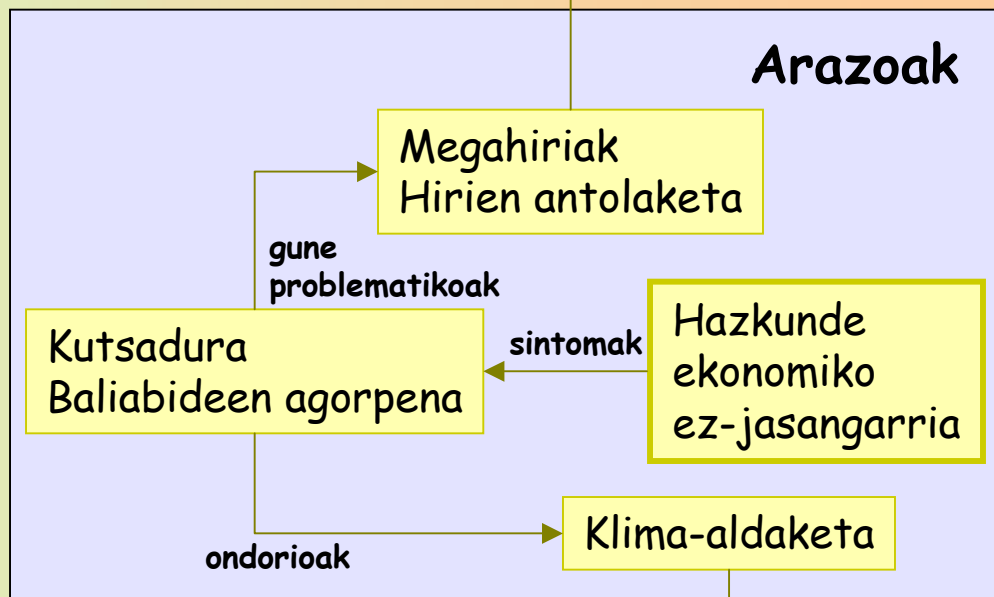 Arazoak
Megahiriak
Hirien antolaketa
gune
problematikoak
Kutsadura
Baliabideen agorpena
sintomak
Hazkunde
ekonomiko
ez-jasangarria
ondorioak
Klima-aldaketa